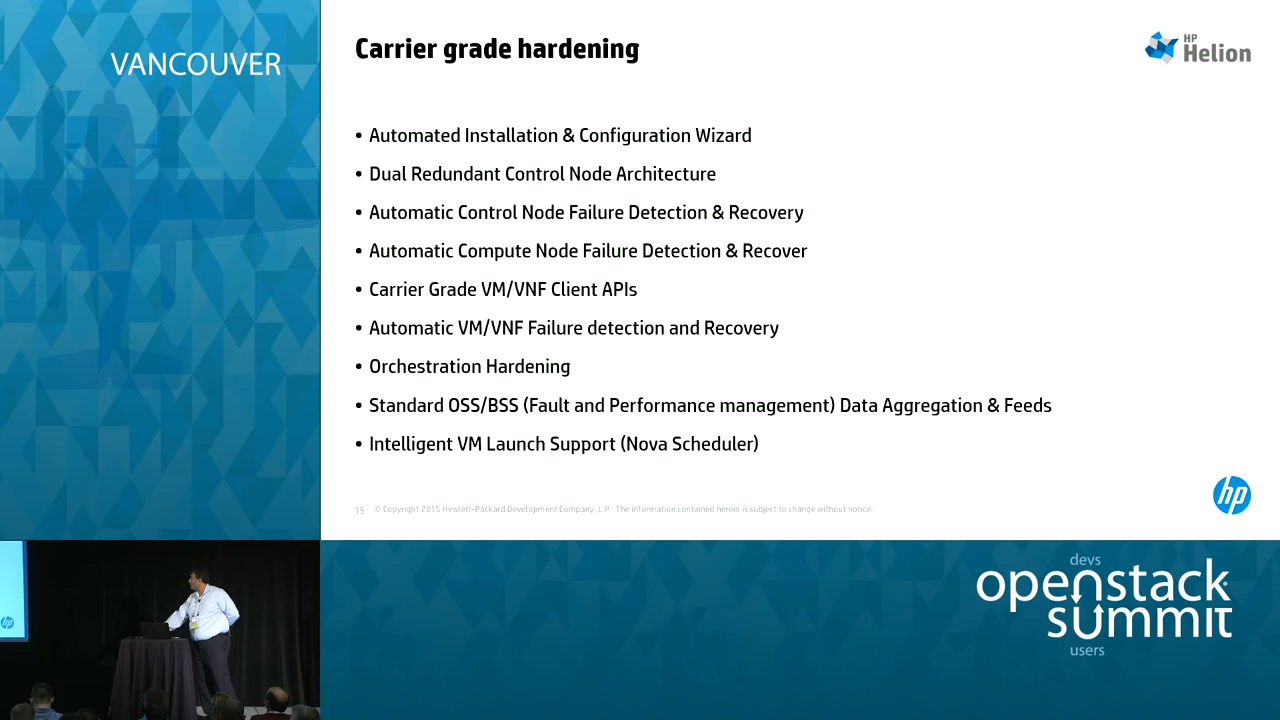 VANCOUVER
Carrier grade hardening
HP
Helion
• Automated Installation & Configuration Wizard
• Dual Redundant Control Node Architecture
• Automatic Control Node Failure Detection & Recovery
• Automatic Compute Node Failure Detection & Recover
• Carrier Grade VM/VNF Client APIs
• Automatic VM/VNF Failure detection and Recovery
• Orchestration Hardening
• Standard OSS/BSS (Fault and Performance management) Data Aggregation & Feeds
• Intelligent VM Launch Support (Nova Scheduler)
15 © Copyright 2015 Hewlett-Packard Development Company, L.P. The information contained herein is subject to change without notice.
hp
hp
devs
openstack
summit
users